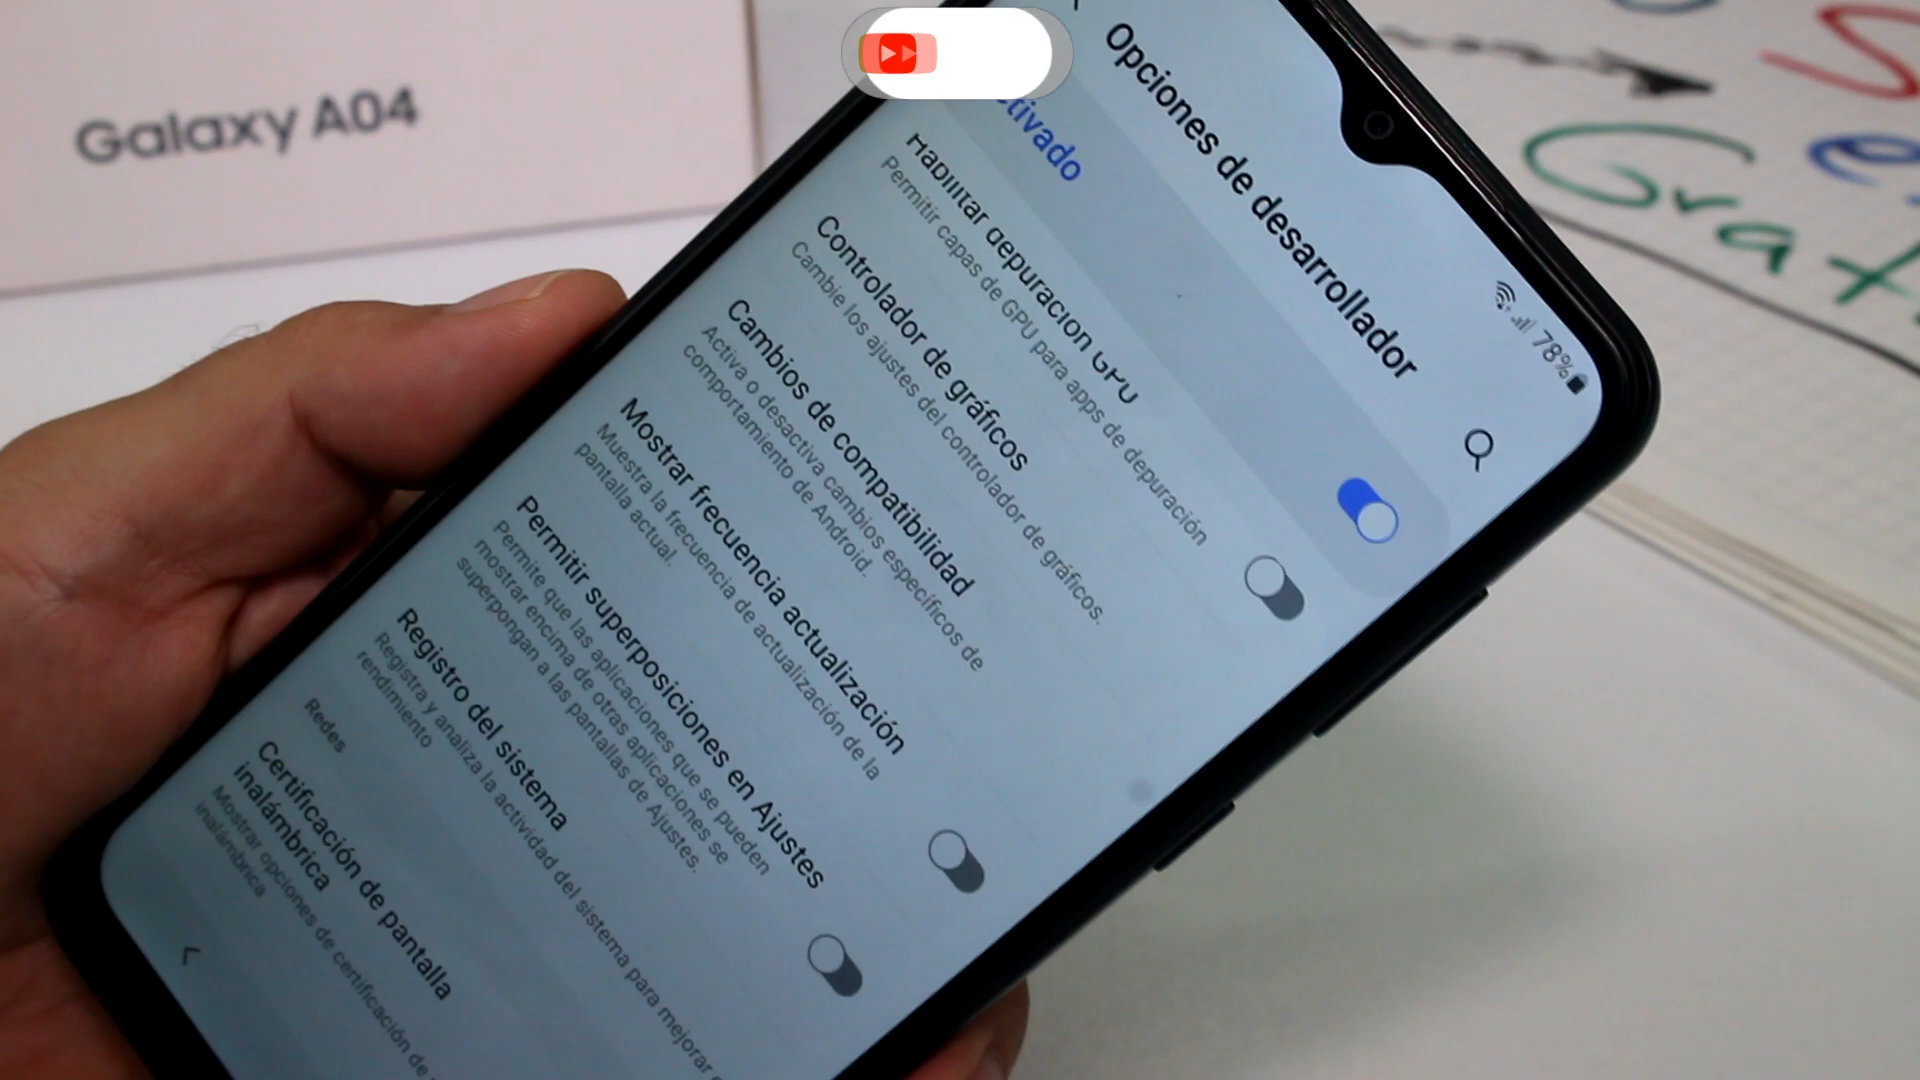 Galaxy A04
78%
Opciones de desarrollador
Habilitar depuración GPU
Permitir capas de GPU para apps de depuración
Controlador de gráficos
Cambie los ajustes del controlador de gráficos.
Cambios de compatibilidad
Activa o desactiva cambios específicos de
comportamiento de Android.
Mostrar frecuencia actualización
Muestra la frecuencia de actualización de la
pantalla actual.
Permitir superposiciones en Ajustes
Permite que las aplicaciones que se pueden
mostrar encima de otras aplicaciones se
superpongan a las pantallas de Ajustes.
Registro del sistema
Registra y analiza la actividad del sistema para mejorar
rendimiento
Redes
Certificación de pantalla
inalámbrica
Mostrar opciones de certificación de
inalámbrica